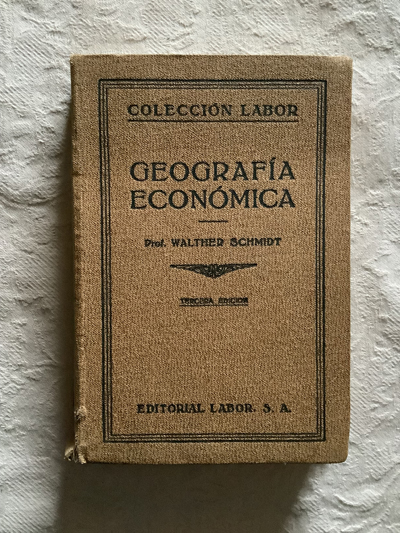 COLECCIÓN LABOR
GEOGRAFÍA
ECONÓMICA
Prof. WALTHER SCHMIDT
TERCERA EDICIÓN
EDITORIAL LABOR. S. A.